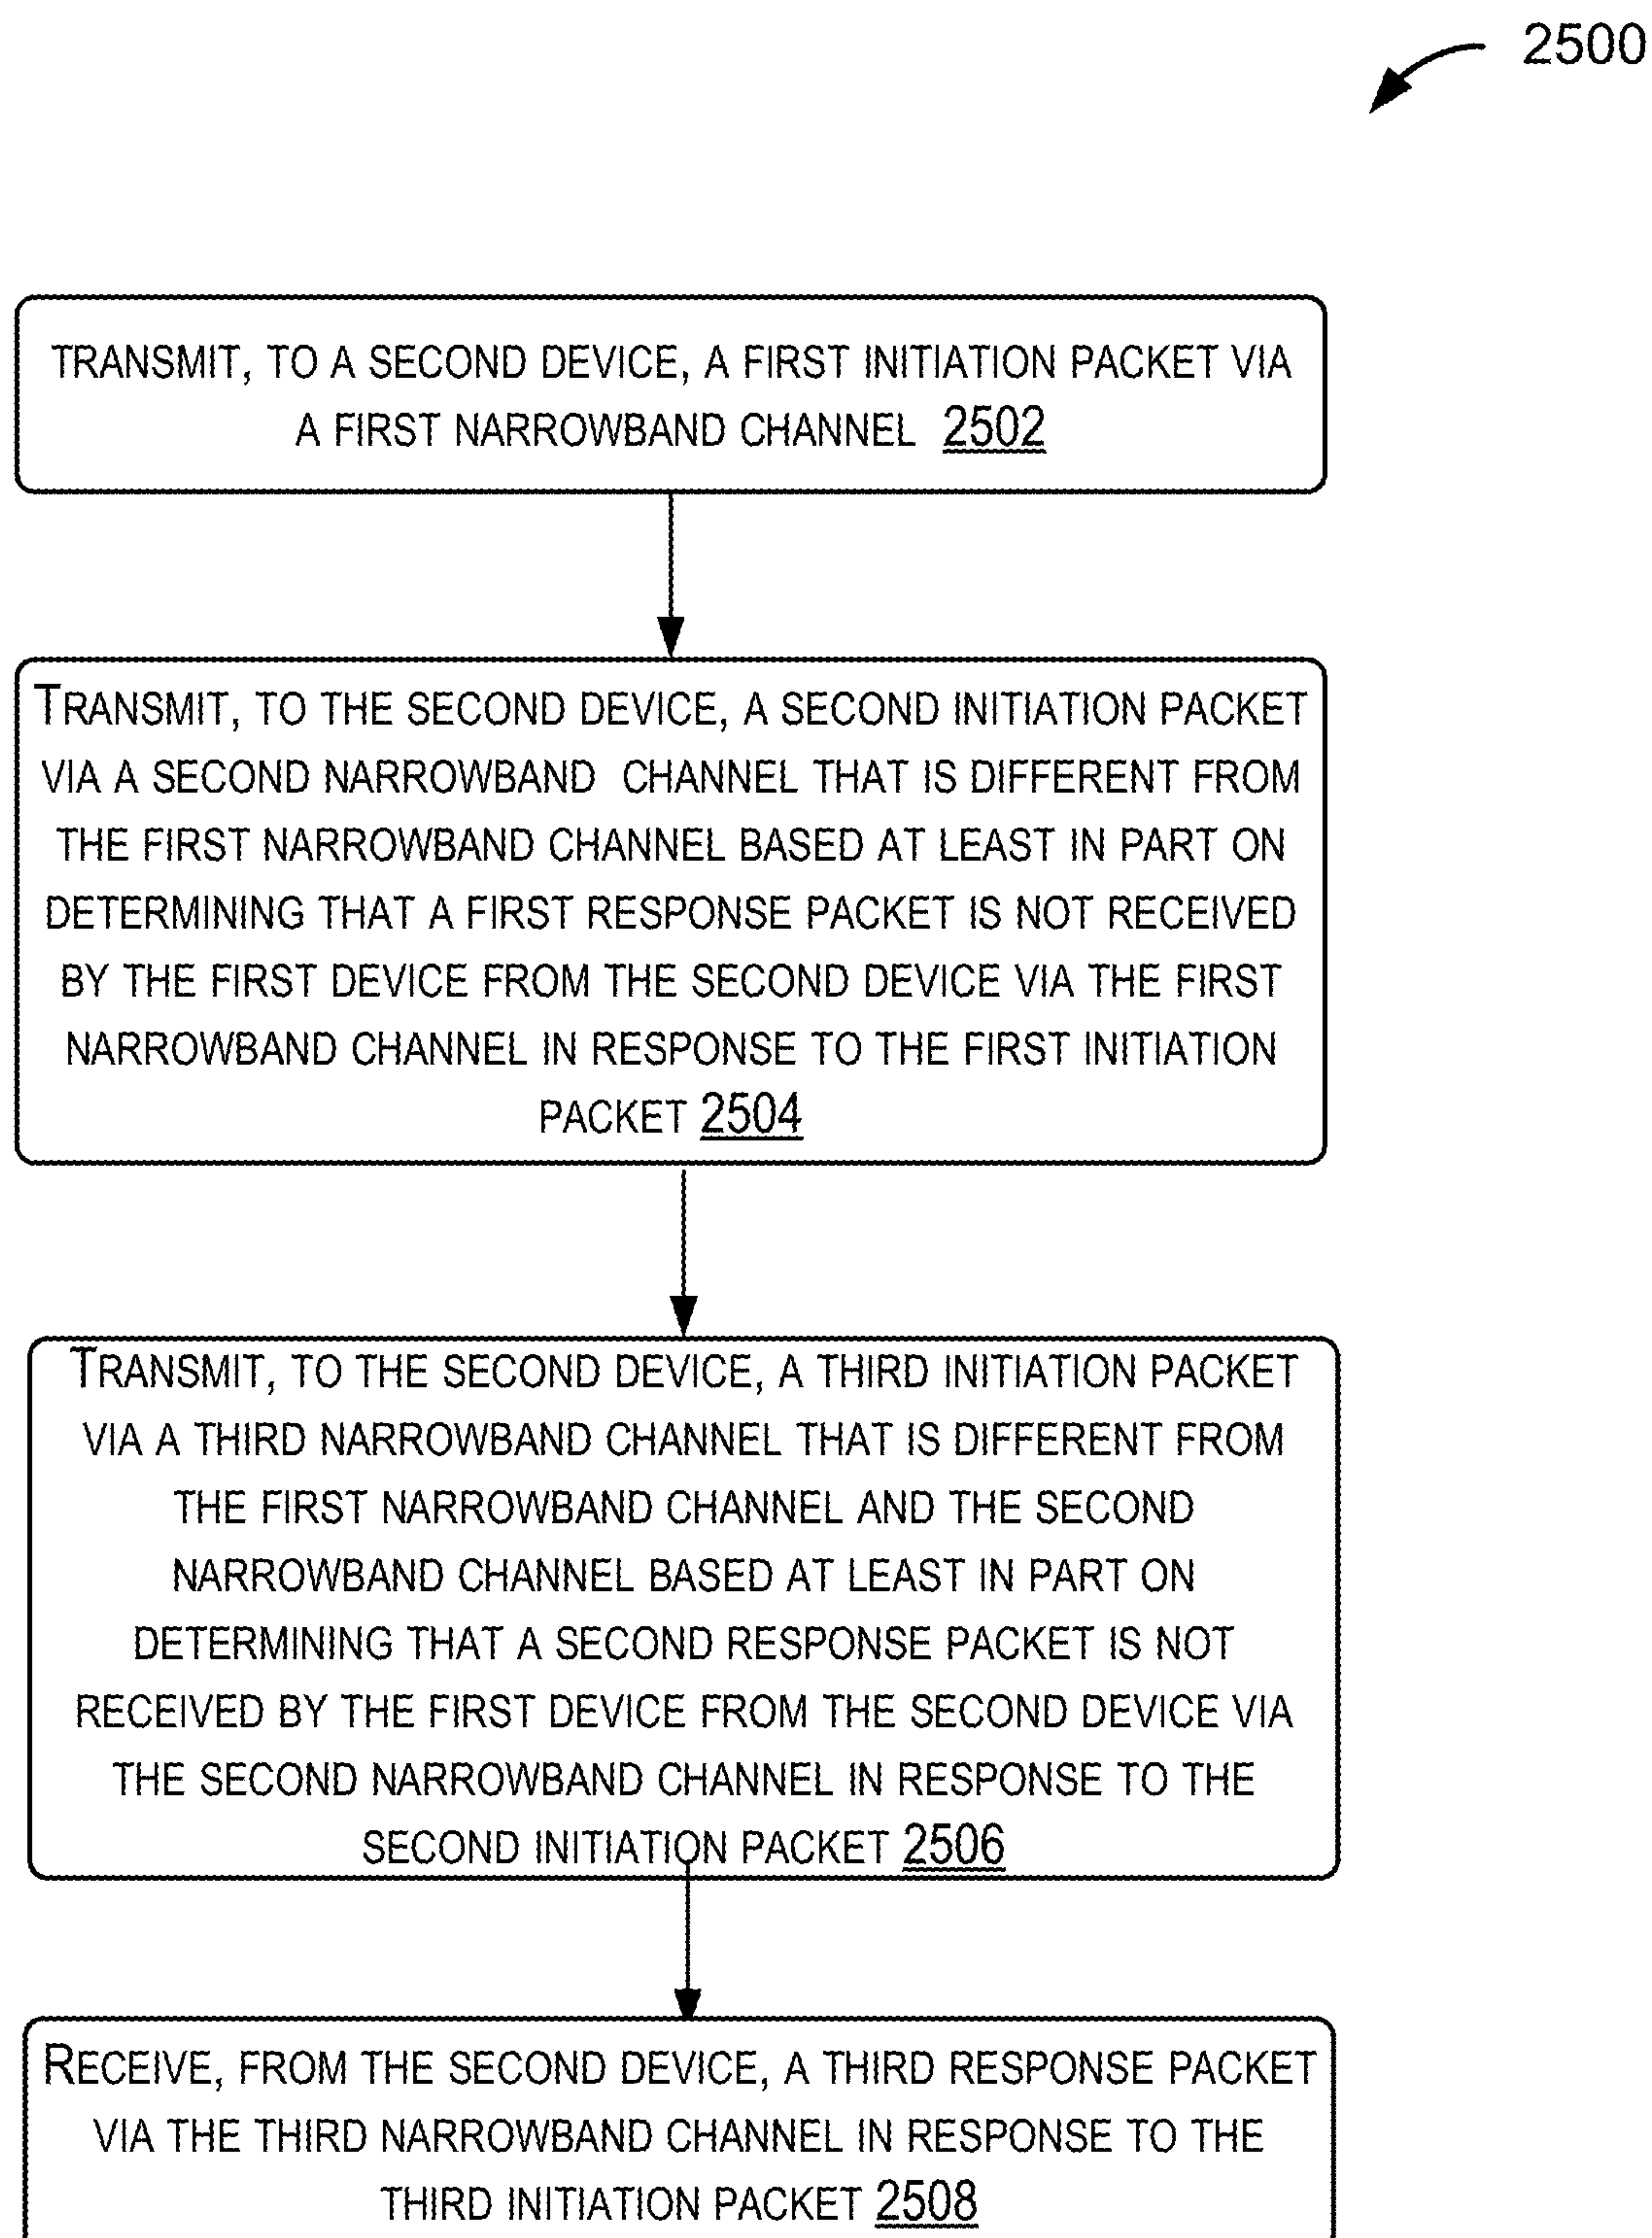 2500
TRANSMIT, TO A SECOND DEVICE, A FIRST INITIATION PACKET VIA
A FIRST NARROWBAND CHANNEL 2502
TRANSMIT, TO THE SECOND DEVICE, A SECOND INITIATION PACKET
VIA A SECOND NARROWBAND CHANNEL THAT IS DIFFERENT FROM
THE FIRST NARROWBAND CHANNEL BASED AT LEAST IN PART ON
DETERMINING THAT A FIRST RESPONSE PACKET IS NOT RECEIVED
BY THE FIRST DEVICE FROM THE SECOND DEVICE VIA THE FIRST
NARROWBAND CHANNEL IN RESPONSE TO THE FIRST INITIATION
PACKET 2504
TRANSMIT, TO THE SECOND DEVICE, A THIRD INITIATION PACKET
VIA A THIRD NARROWBAND CHANNEL THAT IS DIFFERENT FROM
THE FIRST NARROWBAND CHANNEL AND THE SECOND
NARROWBAND CHANNEL BASED AT LEAST IN PART ON
DETERMINING THAT A SECOND RESPONSE PACKET IS NOT
RECEIVED BY THE FIRST DEVICE FROM THE SECOND DEVICE VIA
THE SECOND NARROWBAND CHANNEL IN RESPONSE TO THE
SECOND INITIATION PACKET 2506
RECEIVE, FROM THE SECOND DEVICE, A THIRD RESPONSE PACKET
VIA THE THIRD NARROWBAND CHANNEL IN RESPONSE TO THE
THIRD INITIATION PACKET 2508